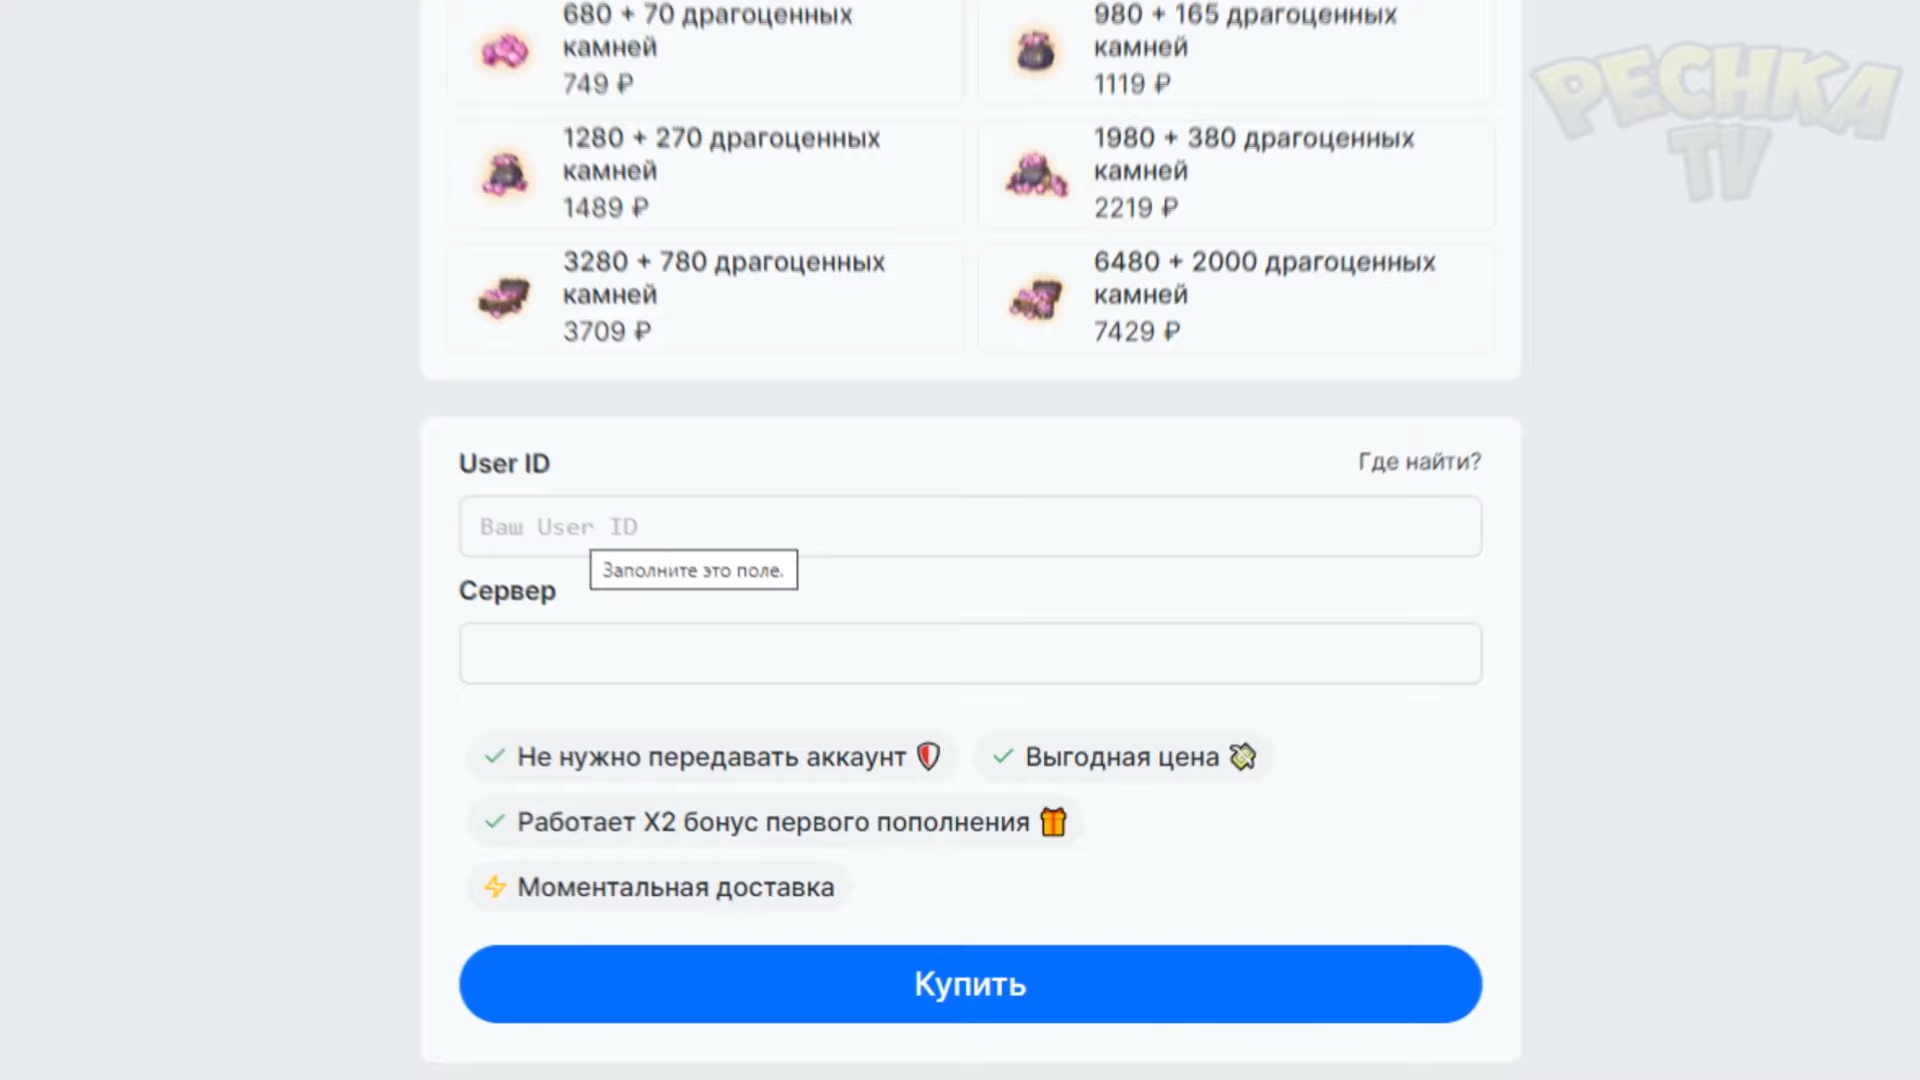 680 + 70 драгоценных
камней
749 ₽
980 + 165 драгоценных
камней
1119 ₽
PECHKA
TV
1280 + 270 драгоценных
камней
1489 ₽
1980 + 380 драгоценных
камней
2219 ₽
3280 + 780 драгоценных
камней
3709 ₽
6480 + 2000 драгоценных
камней
7429 ₽
User ID
Где найти?
Ваш User ID
Заполните это поле.
Сервер
Не нужно передавать аккаунт
Выгодная цена
Работает X2 бонус первого пополнения
Моментальная доставка
Купить